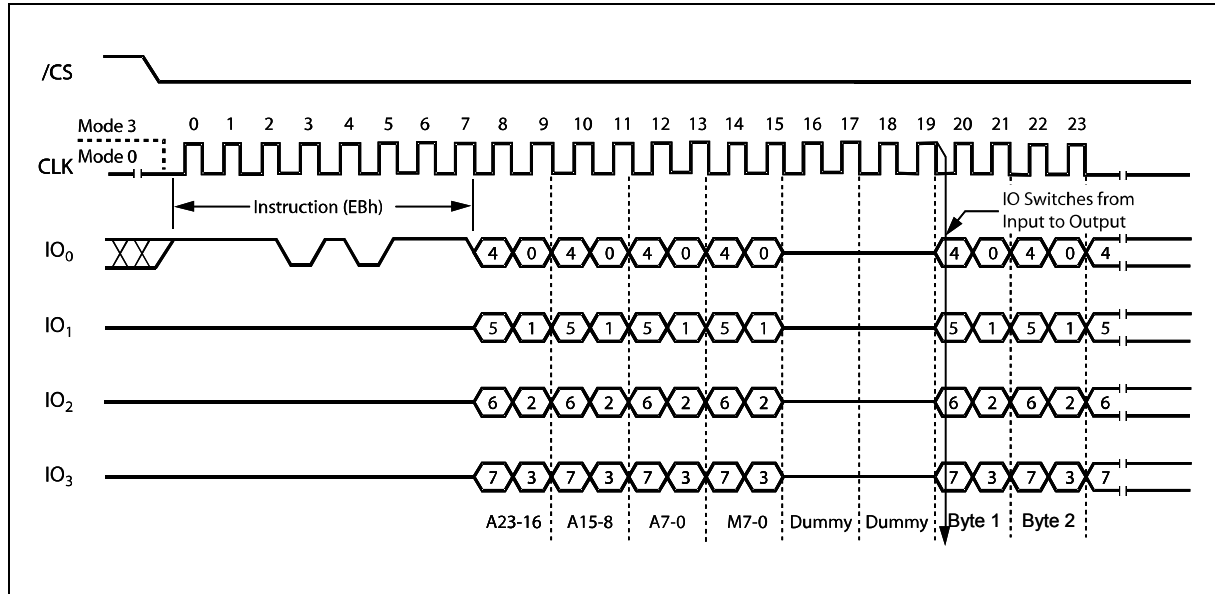 /CS
Mode 3
0 1 2 3 4 5 6 7 8 9 10 11 12 13 14 15 16 17 18 19 20 21 22 23
Mode 0
CLK
Instruction (EBh)
IO Switches from
Input to Output
IO₀
4 0 4 0 4 0 4 0 4 0 4 0 4
IO₁
5 1 5 1 5 1 5 1 5 1 5 1 5
IO₂
6 2 6 2 6 2 6 2 6 2 6 2 6
IO₃
7 3 7 3 7 3 7 3 7 3 7 3 7
A23-16 A15-8 A7-0 M7-0 Dummy Dummy Byte 1 Byte 2